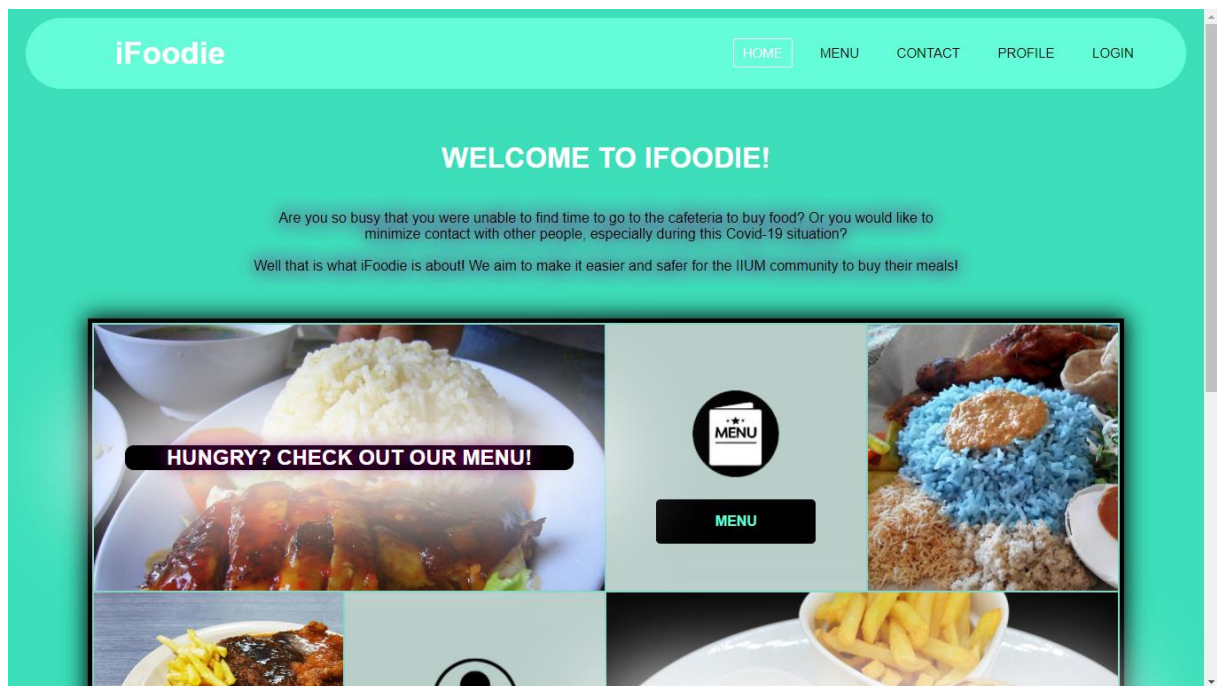 iFoodie
HOME MENU CONTACT PROFILE LOGIN
WELCOME TO IFOODIE!
Are you so busy that you were unable to find time to go to the cafeteria to buy food? Or you would like to
minimize contact with other people, especially during this Covid-19 situation?
Well that is what iFoodie is about! We aim to make it easier and safer for the IIUM community to buy their meals!
MENU
HUNGRY? CHECK OUT OUR MENU!
MENU